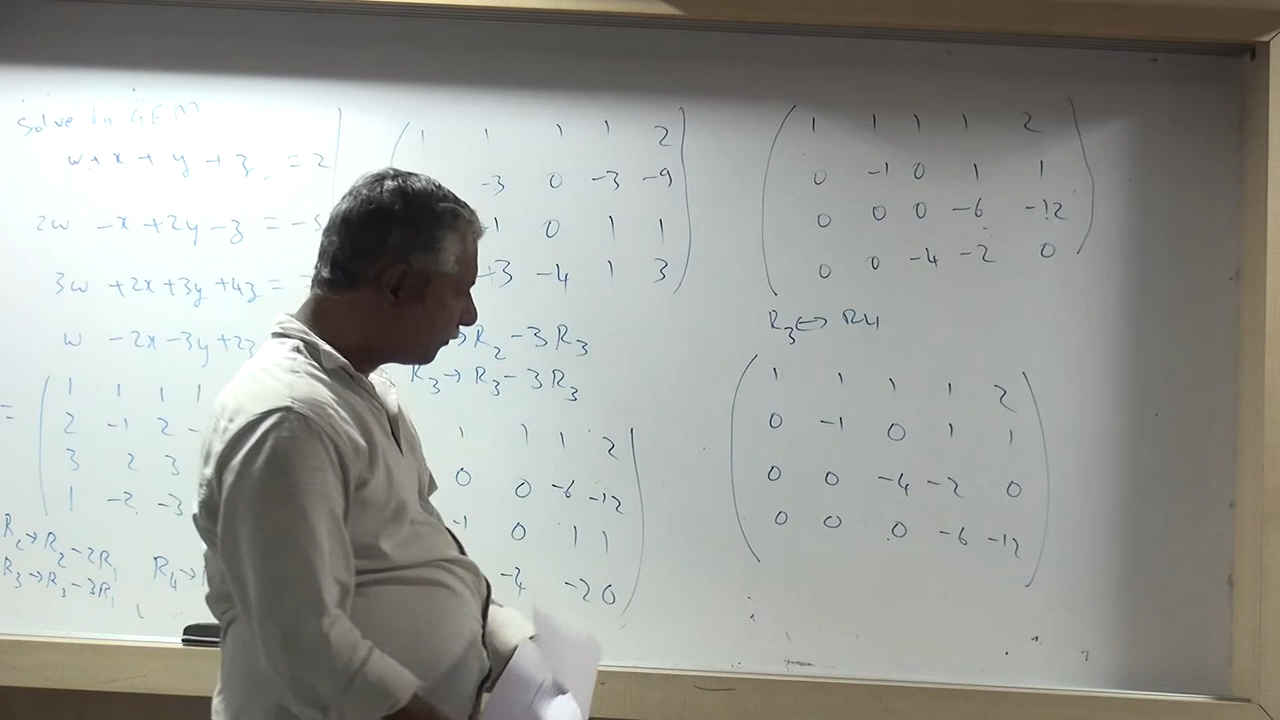 Solve by GEM
w + x + y + z = 2
2w - x + 2y - z = -5
3w + 2x + 3y + 4z =
w - 2x - 3y + 2z
= 1 1 1 1
2 -1 2 -
3 2 3
1 -2 -3
R2 → R2 - 2R1
R3 → R3 - 3R1
R4 →
1 1 1 1 2
-3 0 -3 -9
-1 0 1 1
+3 -4 1 3
→ R2 - 3R3
R3 → R3 - 3R3
1 1 1 2
0 0 -6 -12
-1 0 1 1
-2 0
1 1 1 1 2
0 -1 0 1 1
0 0 0 -6 -12
0 0 -4 -2 0
R3 ↔ R4
1 1 1 1 2
0 -1 0 1 1
0 0 -4 -2 0
0 0 0 -6 -12